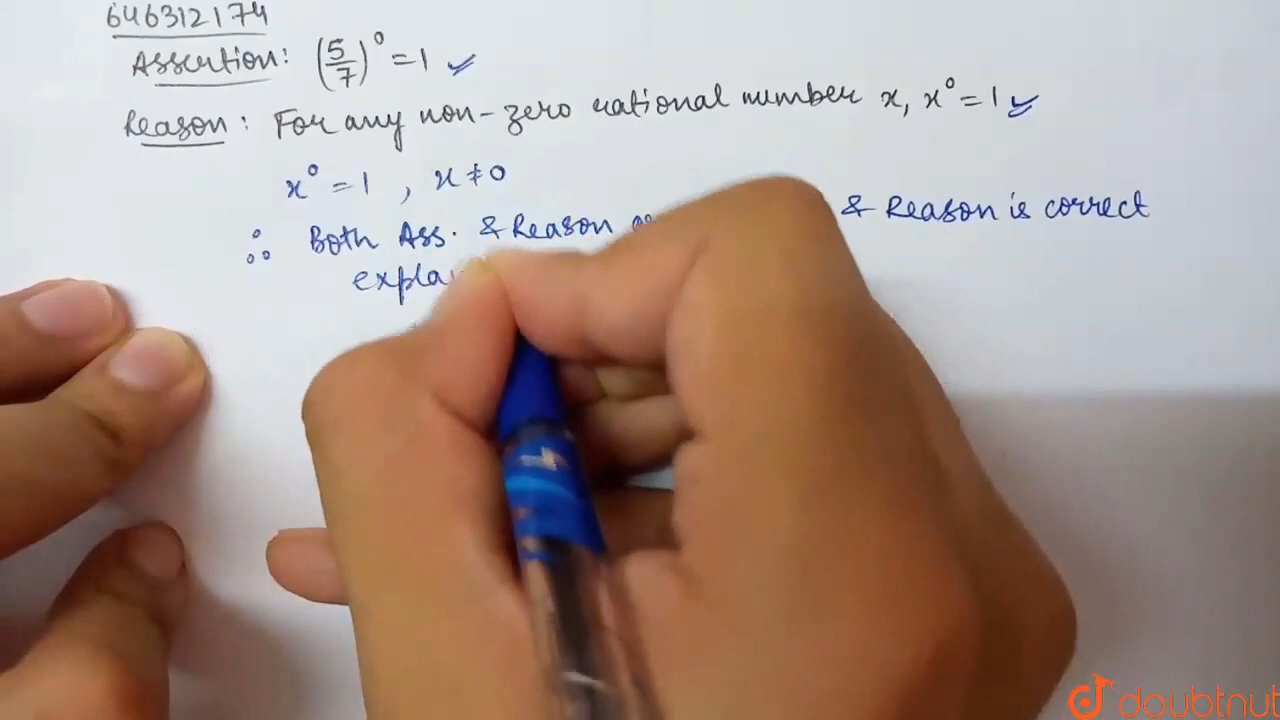 646312174
Assertion: (5/7)⁰ = 1 ✓
Reason: For any non-zero rational number x, x⁰ = 1 ✓
x⁰ = 1 , x ≠ 0
∴ Both Ass. & Reason & Reason is correct
doubtnut